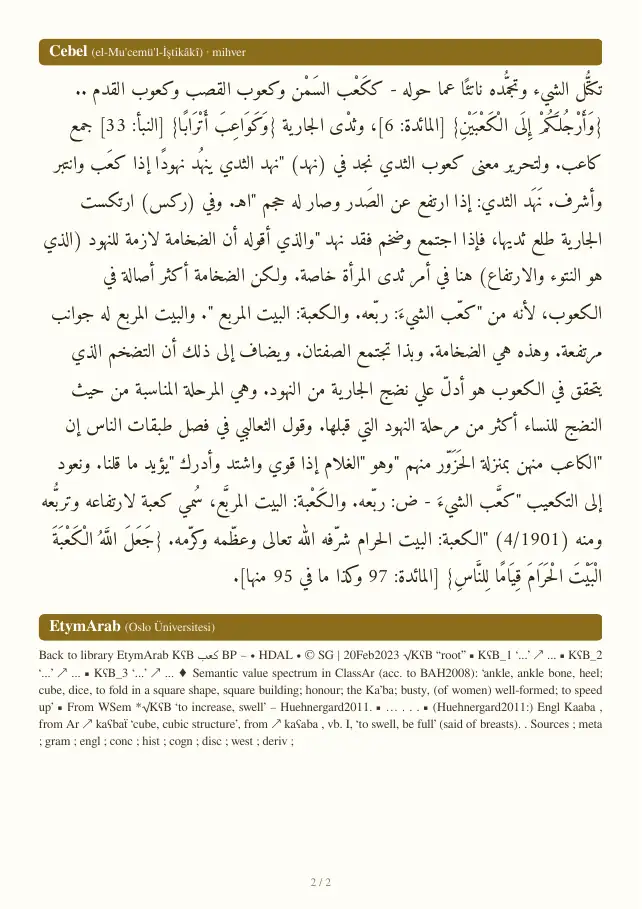 Cebel (el-Mu'cemü'l-İştikâkî) · mihver
تكتُّل الشيء وتجمُّده ناتئًا عما حوله - ككَعْب السَمْن وكعوب القصب وكعوب القدم ..
{وَأَرْجُلَكُمْ إِلَى الْكَعْبَيْنِ} [المائدة: 6]، وثدْى الجارية {وَكَوَاعِبَ أَتْرَابًا} [النبأ: 33] جمع
كاعب. ولتحرير معنى كعوب الثدي نجد في (نهد) "نهد الثدي ينهُد نهودًا إذا كعَب وانتبر
وأشرف. نَهَد الثدي: إذا ارتفع عن الصَدر وصار له حجم "اهـ. وفي (ركس) ارتكست
الجارية طلع ثديها، فإذا اجتمع وضخم فقد نهد "والذي أقوله أن الضخامة لازمة للنهود (الذي
هو النتوء والارتفاع) هنا في أمر ثدى المرأة خاصة. ولكن الضخامة أكثر أصالة في
الكعوب، لأنه من "كعّب الشيءَ: ربّعه. والكعبة: البيت المربع ". والبيت المربع له جوانب
مرتفعة. وهذه هي الضخامة. وبذا تجتمع الصفتان. ويضاف إلى ذلك أن التضخم الذي
يتحقق في الكعوب هو أدلّ علي نضج الجارية من النهود. وهي المرحلة المناسبة من حيث
النضج للنساء أكثر من مرحلة النهود التي قبلها. وقول الثعالبي في فصل طبقات الناس إن
"الكاعب منهن بمنزلة الحَزَوّر منهم "وهو "الغلام إذا قوي واشتد وأدرك "يؤيد ما قلنا. ونعود
إلى التكعيب "كعَّب الشيءَ - ض: ربّعه. والكَعْبة: البيت المربَّع، سُمي كعبة لارتفاعه وتربُّعه
ومنه (4/1901) "الكعبة: البيت الحرام شرّفه الله تعالى وعظّمه وكرّمه. {جَعَلَ اللَّهُ الْكَعْبَةَ
الْبَيْتَ الْحَرَامَ قِيَامًا لِلنَّاسِ} [المائدة: 97 وكذا ما في 95 منها].
EtymArab (Oslo Üniversitesi)
Back to library EtymArab KʕB كعب BP – • HDAL • © SG | 20Feb2023 √KʕB “root” ▪ KʕB_1 ‘...’ ↗ ... ▪ KʕB_2
‘...’ ↗ ... ▪ KʕB_3 ‘...’ ↗ ... ♦ Semantic value spectrum in ClassAr (acc. to BAH2008): ‘ankle, ankle bone, heel;
cube, dice, to fold in a square shape, square building; honour; the Ka’ba; busty, (of women) well-formed; to speed
up’ ▪ From WSem *√KʕB ‘to increase, swell’ – Huehnergard2011. ▪ … . . . ▪ (Huehnergard2011:) Engl Kaaba ,
from Ar ↗ kaʕbaẗ ‘cube, cubic structure’, from ↗ kaʕaba , vb. I, ‘to swell, be full’ (said of breasts). . Sources ; meta
; gram ; engl ; conc ; hist ; cogn ; disc ; west ; deriv ;
2 / 2